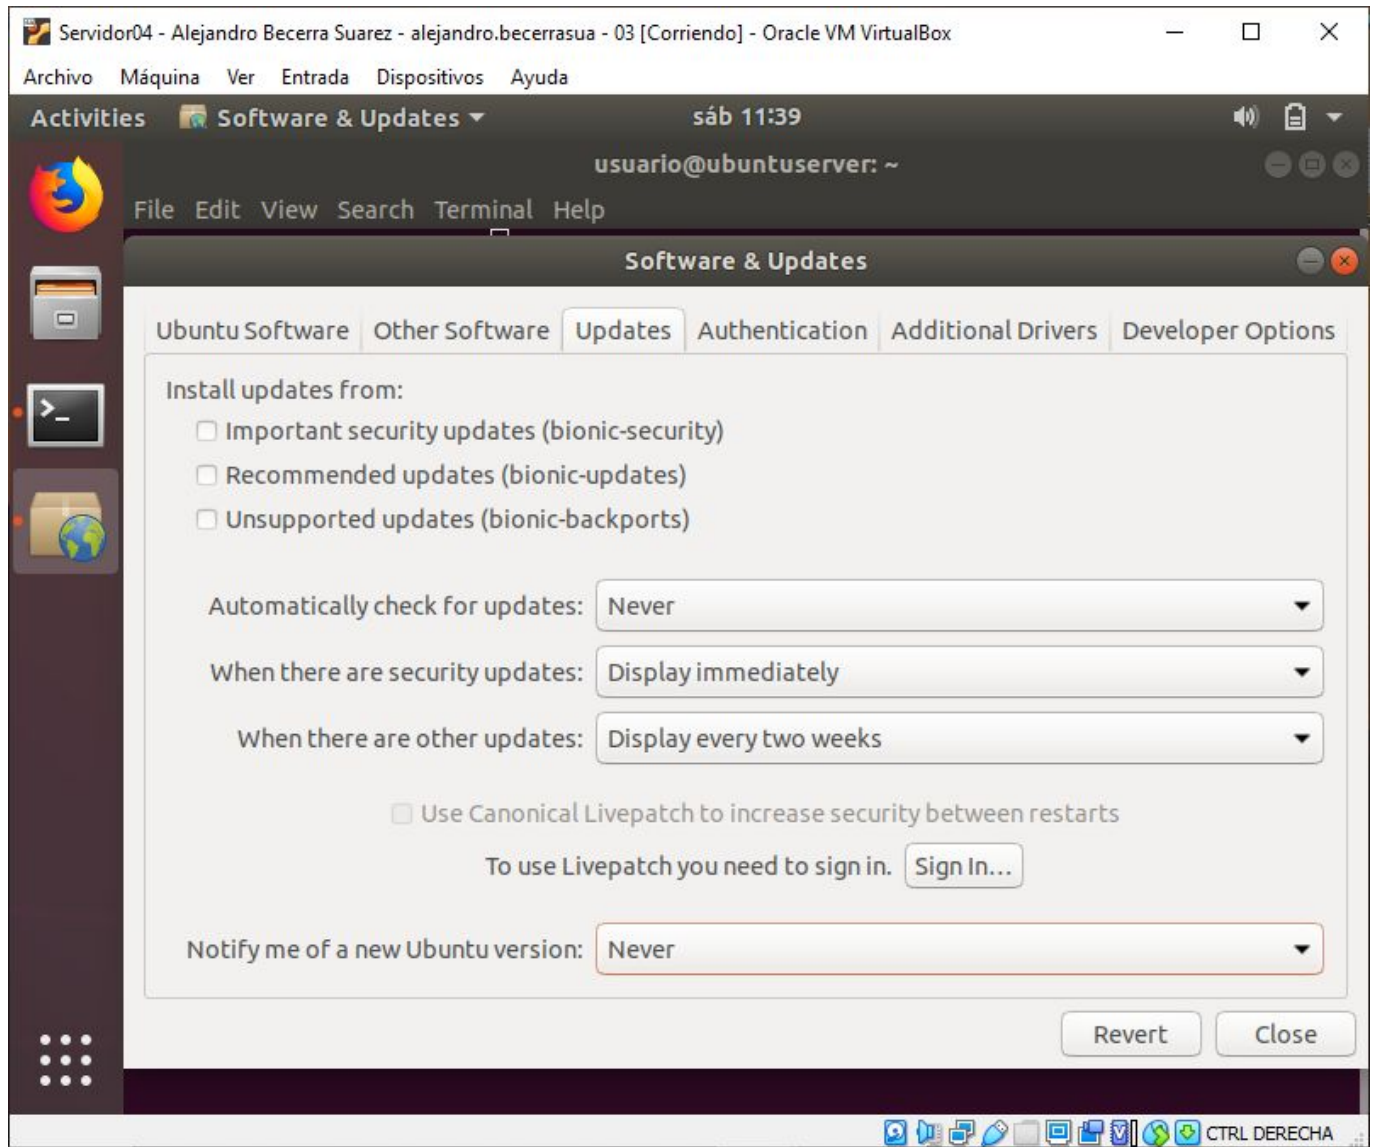 Servidor04 - Alejandro Becerra Suarez - alejandro.becerrasua - 03 [Corriendo] - Oracle VM VirtualBox
Archivo Máquina Ver Entrada Dispositivos Ayuda
Activities Software & Updates sáb 11:39
usuario@ubuntuserver: ~
File Edit View Search Terminal Help
Software & Updates
Ubuntu Software Other Software Updates Authentication Additional Drivers Developer Options
Install updates from:
Important security updates (bionic-security)
Recommended updates (bionic-updates)
Unsupported updates (bionic-backports)
Automatically check for updates: Never
When there are security updates: Display immediately
When there are other updates: Display every two weeks
Use Canonical Livepatch to increase security between restarts
To use Livepatch you need to sign in. Sign In...
Notify me of a new Ubuntu version: Never
Revert Close
CTRL DERECHA